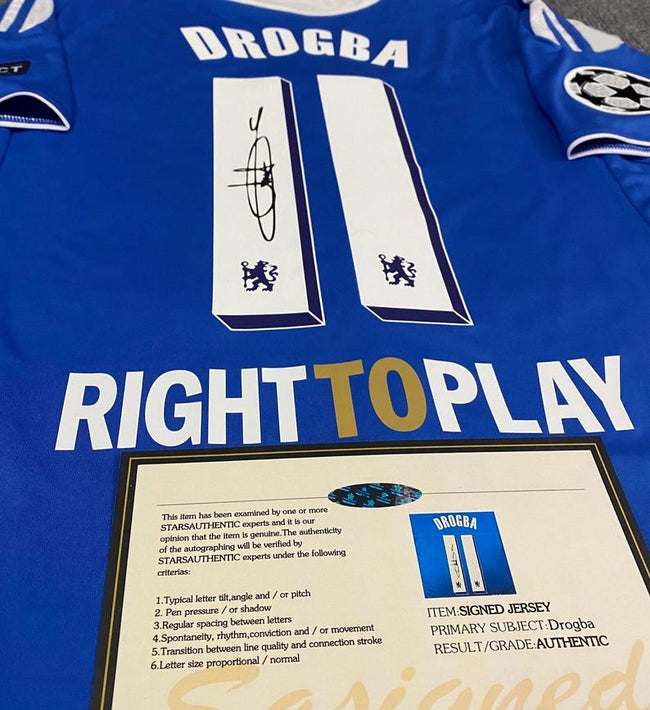 DROGBA
CT
11
RIGHTTOPLAY
This item has been examined by one or more
STARSAUTHENTIC experts and it is our
opinion that the item is genuine.The authenticity
of the autographing will be verified by
STARSAUTHENTIC experts under the following
criterias:
1.Typical letter tilt,angle and / or pitch
2. Pen pressure / or shadow
3.Regular spacing between letters
4.Spontaneity, rhythm,conviction and / or movement
5.Transition between line quality and connection stroke
6.Letter size proportional / normal
DROGBA
11
ITEM:SIGNED JERSEY
PRIMARY SUBJECT:Drogba
RESULT/GRADE:AUTHENTIC